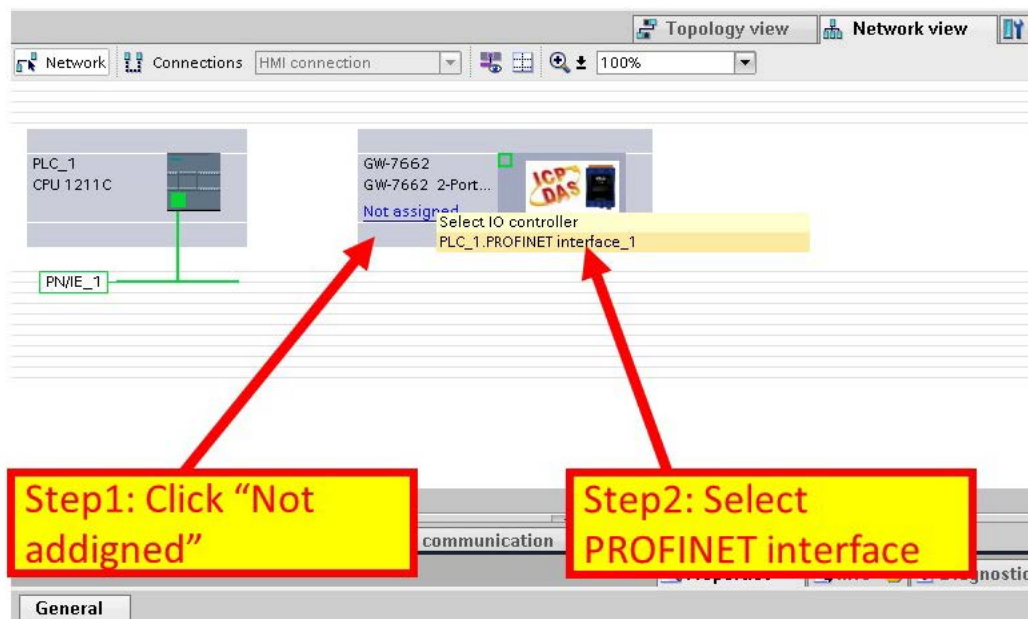 Topology view
Network view
Network
Connections
HMI connection
100%
PLC_1
CPU 1211C
GW-7662
GW-7662 2-Port...
Not assigned
ICP
DAS
Select IO controller
PLC_1.PROFINET interface_1
PN/IE_1
Step1: Click “Not
addigned”
Step2: Select
PROFINET interface
communication
General